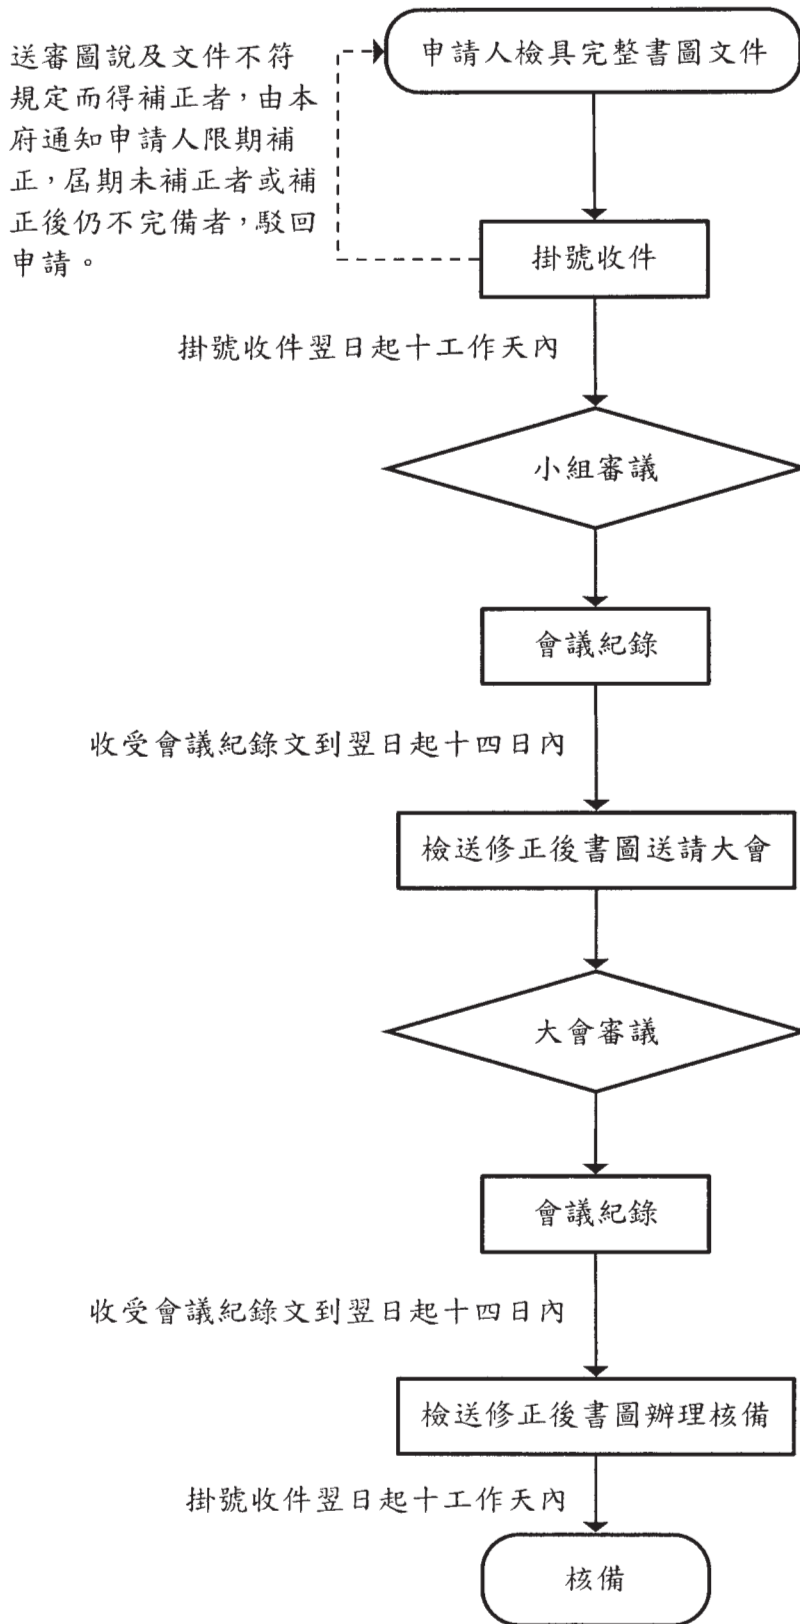 申請人檢具完整書圖文件
送審圖說及文件不符
規定而得補正者，由本
府通知申請人限期補
正，屆期未補正者或補
正後仍不完備者，駁回
申請。
掛號收件
掛號收件翌日起十工作天內
小組審議
會議紀錄
收受會議紀錄文到翌日起十四日內
檢送修正後書圖送請大會
大會審議
會議紀錄
收受會議紀錄文到翌日起十四日內
檢送修正後書圖辦理核備
掛號收件翌日起十工作天內
核備